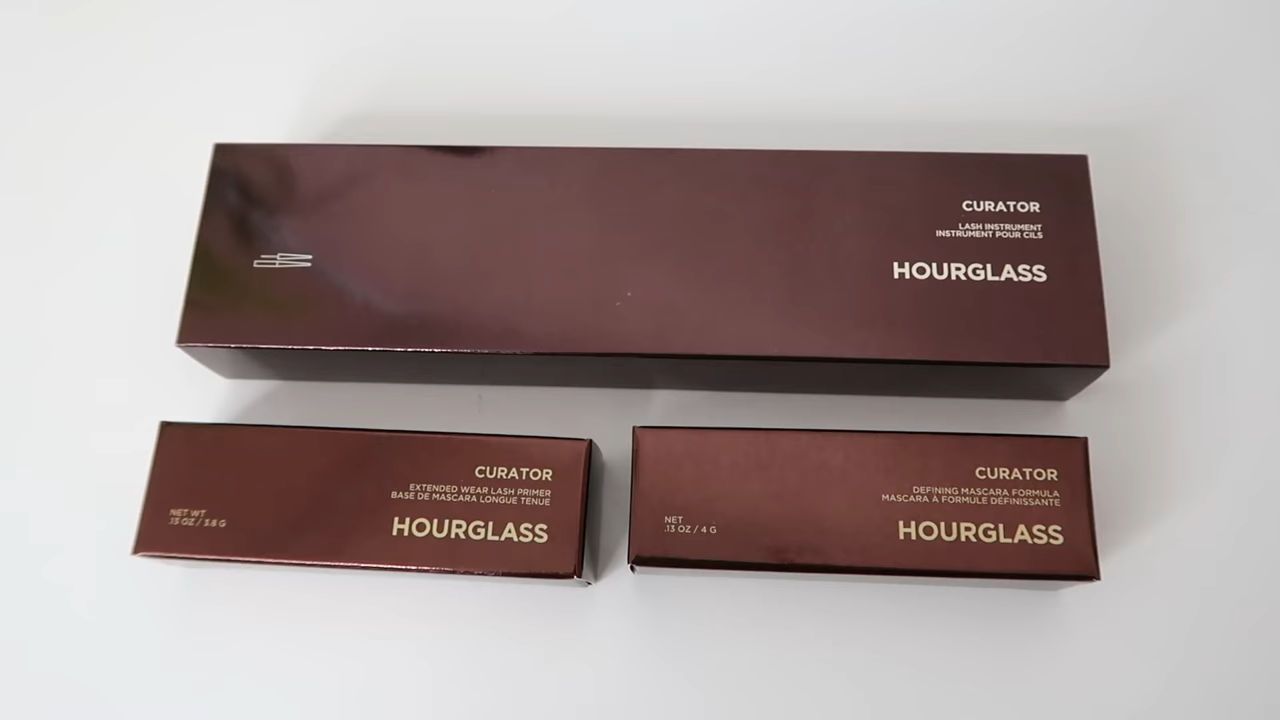 CURATOR
LASH INSTRUMENT
INSTRUMENT POUR CILS
HOURGLASS
CURATOR
EXTENDED WEAR LASH PRIMER
BASE DE MASCARA LONGUE TENUE
NET WT
.13 OZ / 3.8 G
HOURGLASS
CURATOR
DEFINING MASCARA FORMULA
MASCARA À FORMULE DÉFINISSANTE
NET
.13 OZ / 4 G
HOURGLASS